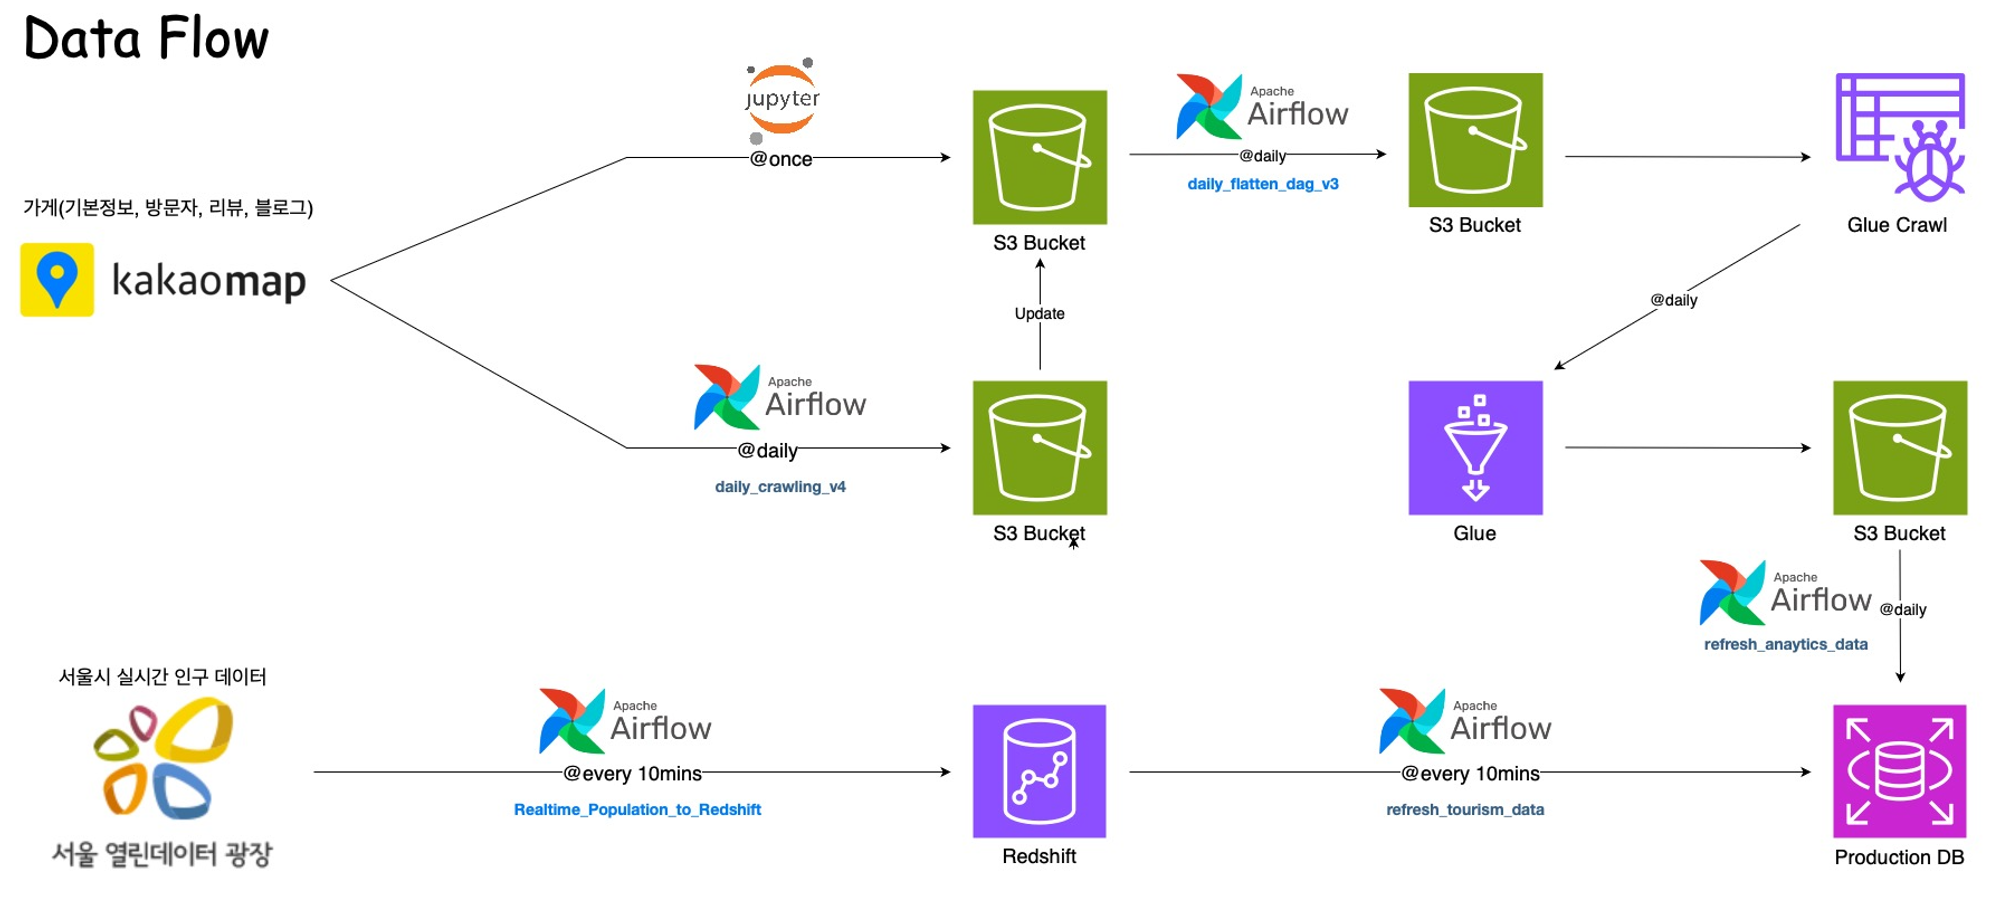 Data Flow
jupyter
@once
Apache
Airflow
@daily
daily_flatten_dag_v3
S3 Bucket
S3 Bucket
Glue Crawl
가게(기본정보, 방문자, 리뷰, 블로그)
kakaomap
Update
@daily
Apache
Airflow
@daily
daily_crawling_v4
S3 Bucket
Glue
S3 Bucket
Apache
Airflow
@daily
refresh_anaytics_data
서울시 실시간 인구 데이터
서울 열린데이터 광장
Apache
Airflow
@every 10mins
Realtime_Population_to_Redshift
Redshift
Apache
Airflow
@every 10mins
refresh_tourism_data
Production DB